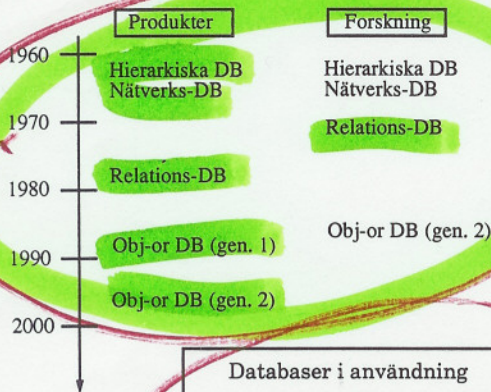 Produkter Forskning
1960
Hierarkiska DB Hierarkiska DB
Nätverks-DB Nätverks-DB
1970 Relations-DB
Relations-DB
1980
Obj-or DB (gen. 1) Obj-or DB (gen. 2)
1990
Obj-or DB (gen. 2)
2000
Databaser i användning